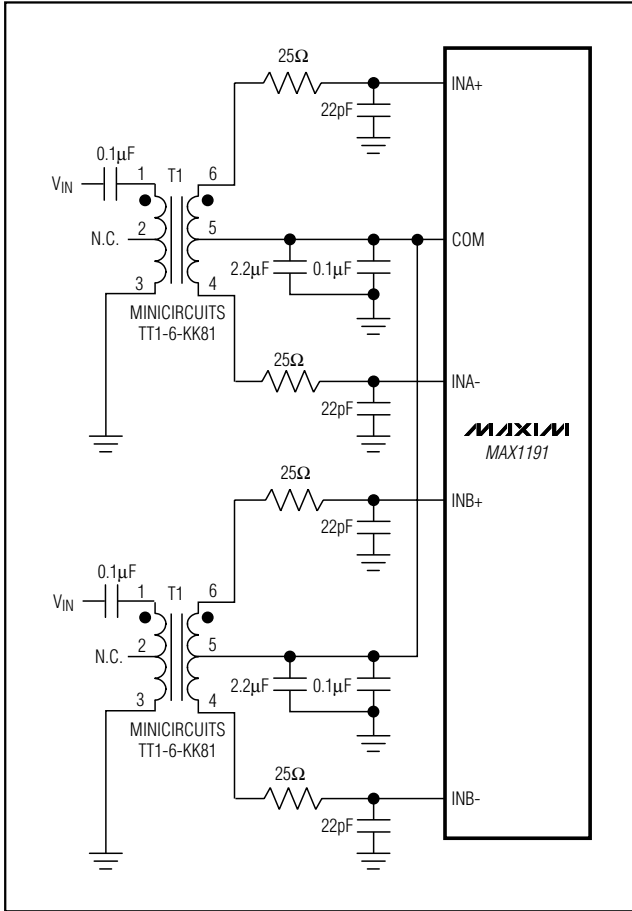 25Ω
INA+
22pF
0.1µF
1
T1
6
VIN
2
5
N.C.
COM
2.2µF
0.1µF
3
4
MINICIRCUITS
TT1-6-KK81
25Ω
INA-
22pF
MAXIM
MAX1191
25Ω
INB+
22pF
0.1µF
1
T1
6
VIN
2
5
N.C.
2.2µF
0.1µF
3
4
MINICIRCUITS
TT1-6-KK81
25Ω
INB-
22pF